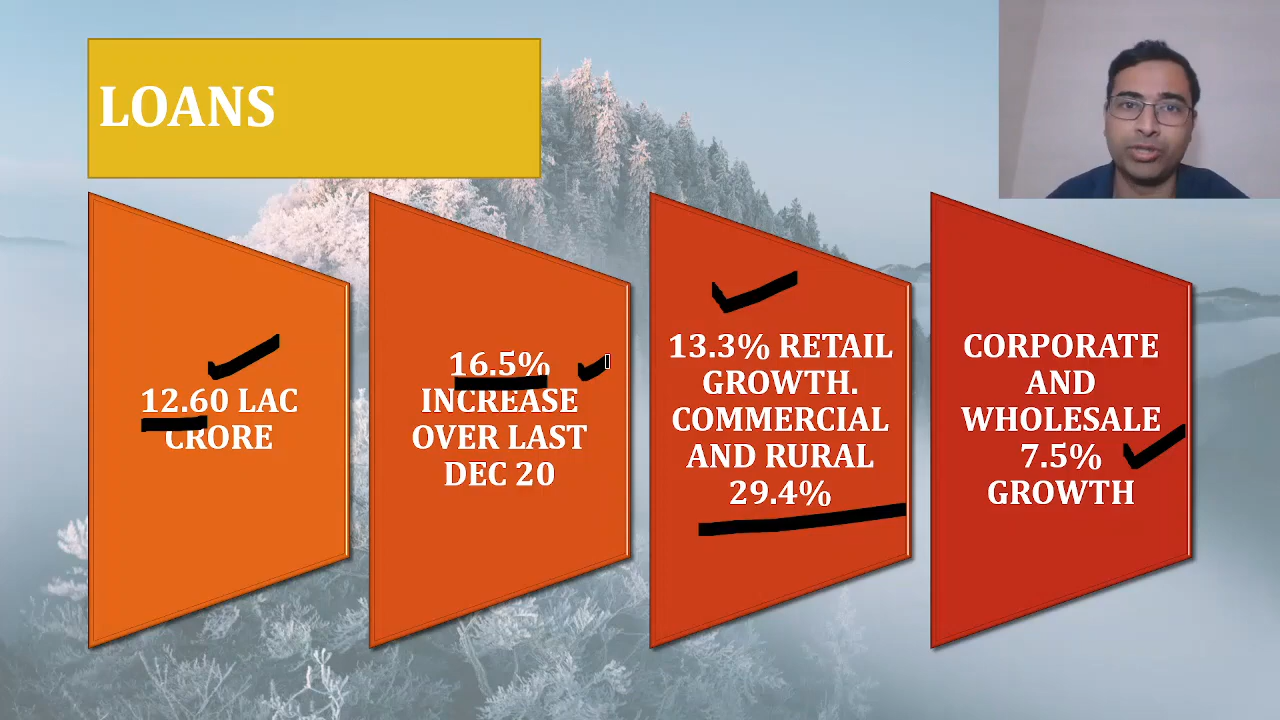 LOANS
12.60 LAC
CRORE
16.5%
INCREASE
OVER LAST
DEC 20
13.3% RETAIL
GROWTH.
COMMERCIAL
AND RURAL
29.4%
CORPORATE
AND
WHOLESALE
7.5%
GROWTH